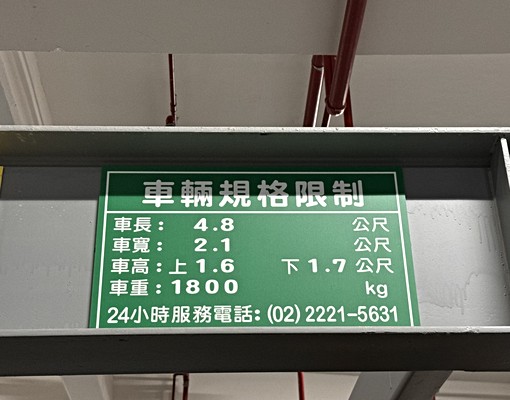 車輛規格限制
車長: 4.8 公尺
車寬: 2.1 公尺
車高:上1.6 下1.7公尺
車重:1800 kg
24小時服務電話:(02)2221-5631